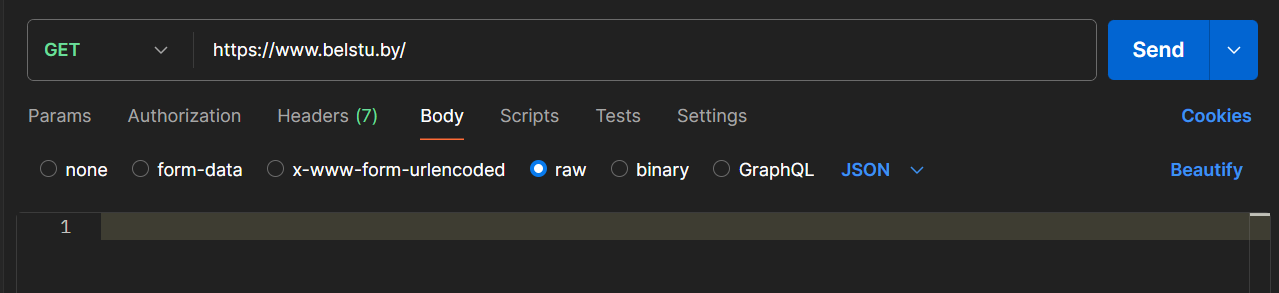 GET https://www.belstu.by/ Send
Params Authorization Headers (7) Body Scripts Tests Settings Cookies
none form-data x-www-form-urlencoded raw binary GraphQL JSON Beautify
1